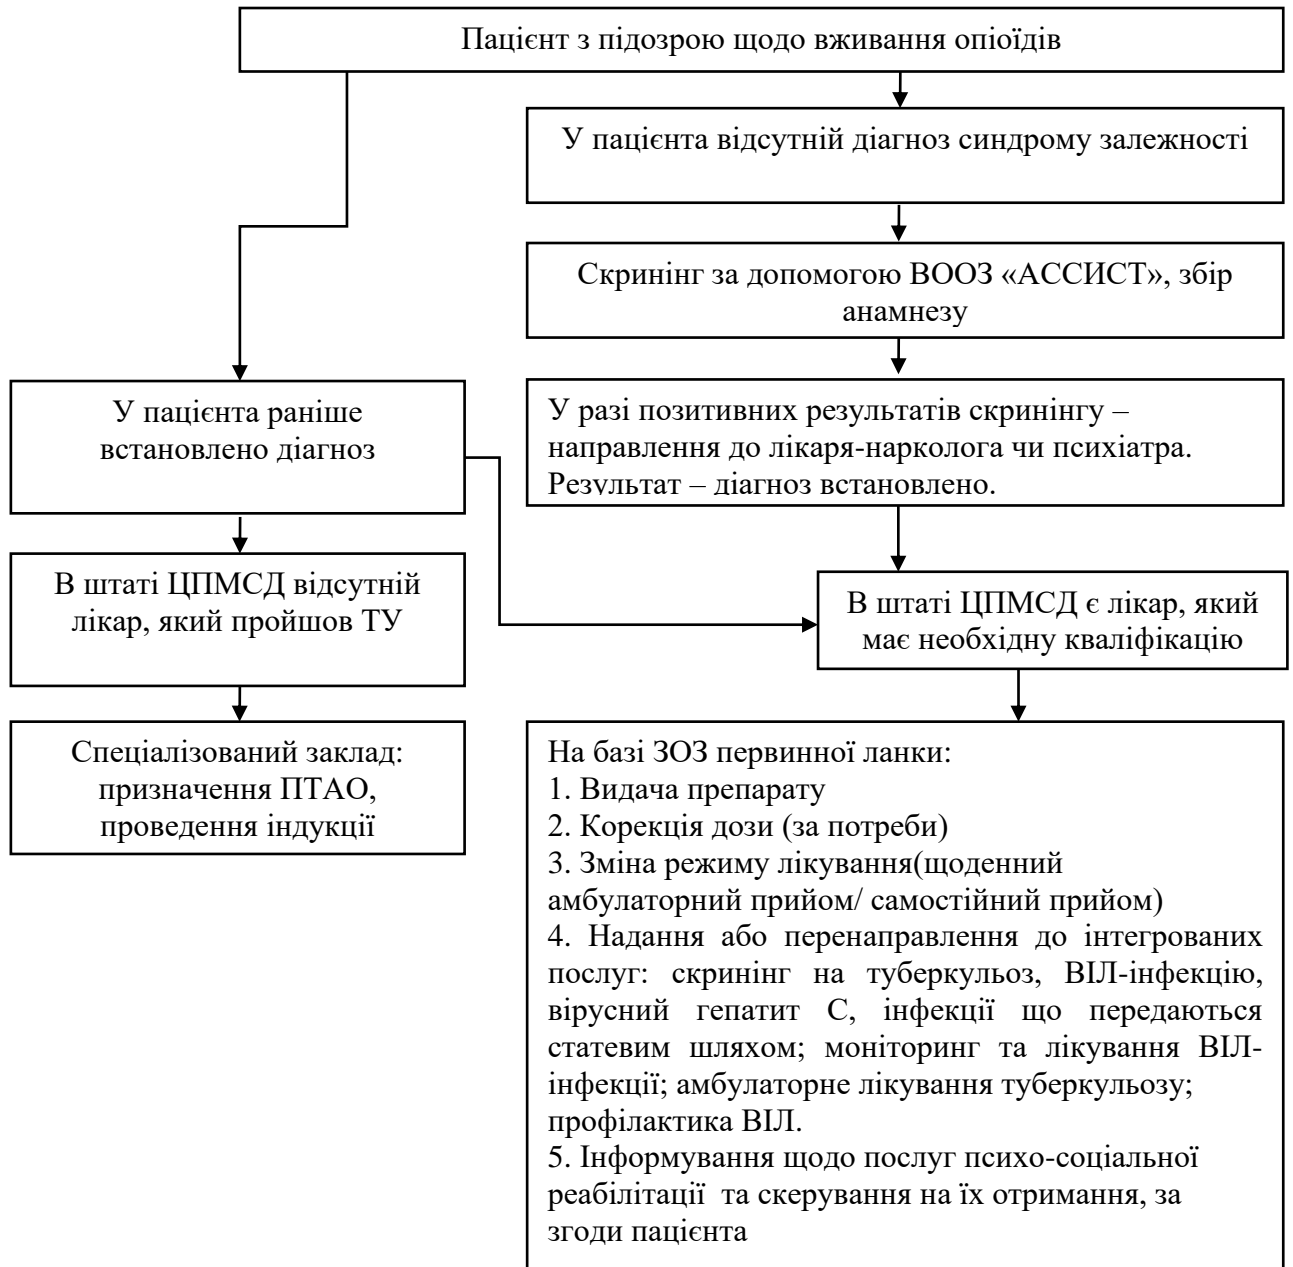 Пацієнт з підозрою щодо вживання опіоїдів
У пацієнта відсутній діагноз синдрому залежності
Скринінг за допомогою ВООЗ «АССИСТ», збір
анамнезу
У пацієнта раніше
встановлено діагноз
У разі позитивних результатів скринінгу –
направлення до лікаря-нарколога чи психіатра.
Результат – діагноз встановлено.
В штаті ЦПМСД відсутній
лікар, який пройшов ТУ
В штаті ЦПМСД є лікар, який
має необхідну кваліфікацію
Спеціалізований заклад:
призначення ПТАО,
проведення індукції
На базі ЗОЗ первинної ланки:
1. Видача препарату
2. Корекція дози (за потреби)
3. Зміна режиму лікування(щоденний
амбулаторний прийом/ самостійний прийом)
4. Надання або перенаправлення до інтегрованих
послуг: скринінг на туберкульоз, ВІЛ-інфекцію,
вірусний гепатит С, інфекції що передаються
статевим шляхом; моніторинг та лікування ВІЛ-
інфекції; амбулаторне лікування туберкульозу;
профілактика ВІЛ.
5. Інформування щодо послуг психо-соціальної
реабілітації  та скерування на їх отримання, за
згоди пацієнта